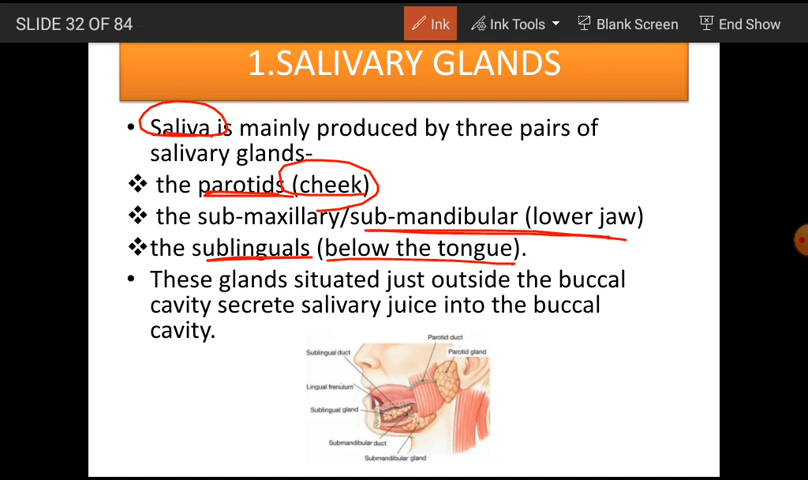 SLIDE 32 OF 84
Ink
Ink Tools
Blank Screen
End Show
1.SALIVARY GLANDS
• Saliva is mainly produced by three pairs of
salivary glands-
❖ the parotids (cheek)
❖ the sub-maxillary/sub-mandibular (lower jaw)
❖the sublinguals (below the tongue).
• These glands situated just outside the buccal
cavity secrete salivary juice into the buccal
cavity.
Parotid duct
Sublingual duct
Parotid gland
Lingual frenulum
Sublingual gland
Submandibular duct
Submandibular gland